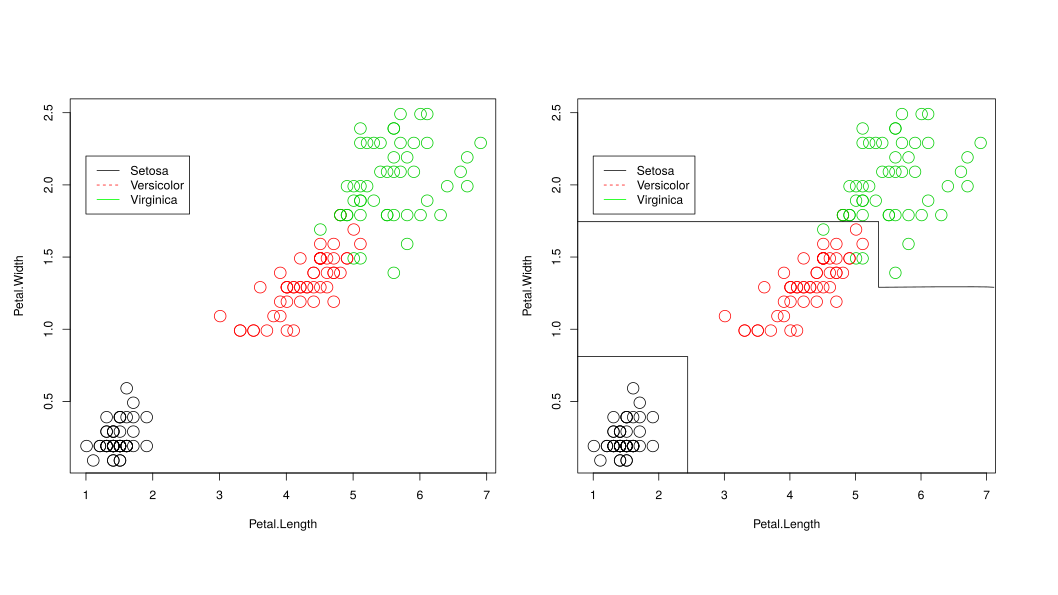 2.5
2.0
1.5
1.0
0.5
Petal.Width
Setosa
Versicolor
Virginica
1 2 3 4 5 6 7
Petal.Length
2.5
2.0
1.5
1.0
0.5
Petal.Width
Setosa
Versicolor
Virginica
1 2 3 4 5 6 7
Petal.Length